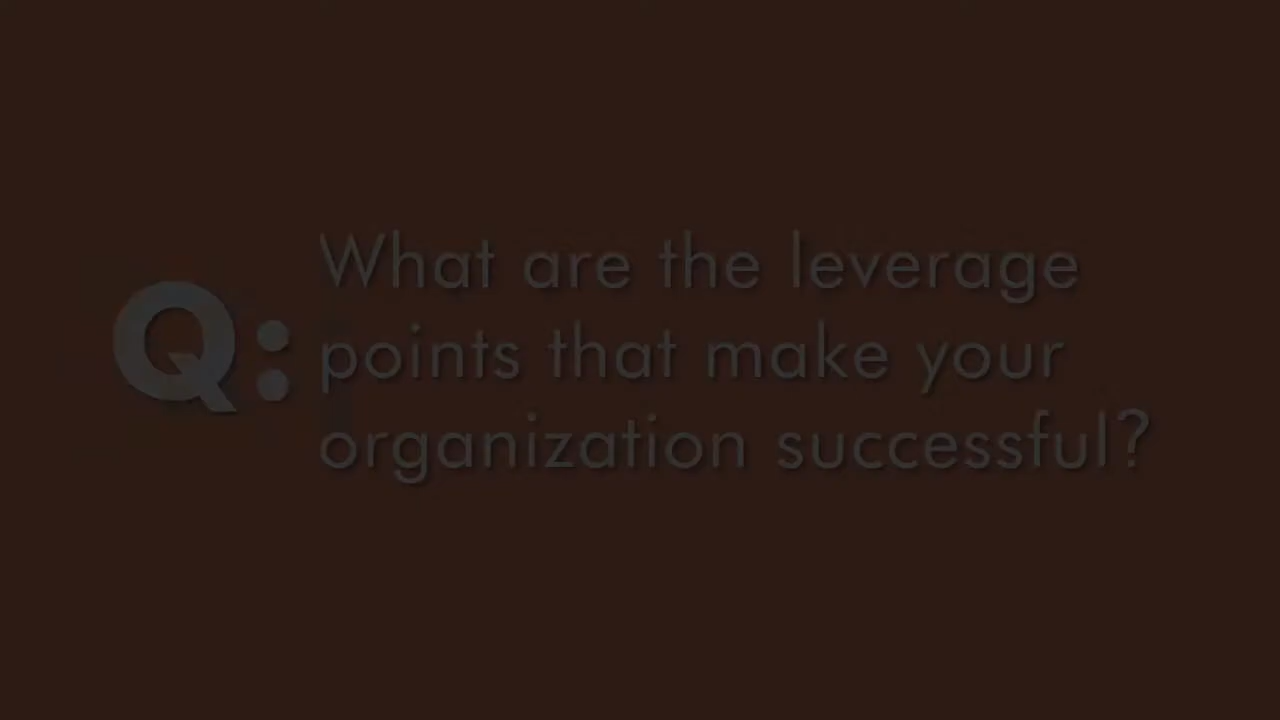 Q:
What are the leverage
points that make your
organization successful?